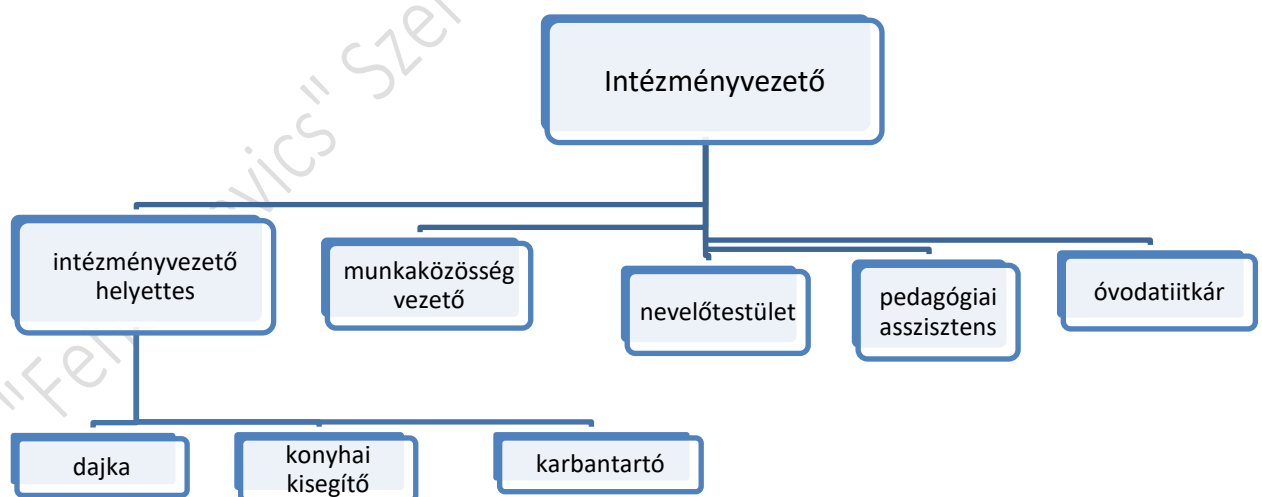 Intézményvezető
intézményvezető
helyettes
munkaközösség
vezető
nevelőtestület
pedagógiai
asszisztens
óvodatiitkár
dajka
konyhai
kisegítő
karbantartó